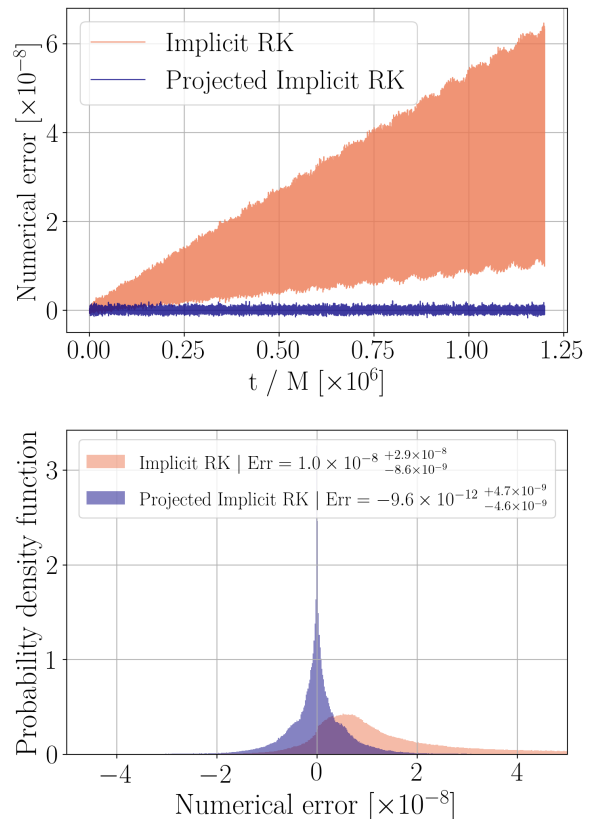 Numerical error [×10⁻⁸]
6
4
2
0
Implicit RK
Projected Implicit RK
0.00 0.25 0.50 0.75 1.00 1.25
t / M [×10⁶]
Probability density function
3
2
1
0
Implicit RK | Err = 1.0 × 10⁻⁸ +2.9×10⁻⁸ −8.6×10⁻⁹
Projected Implicit RK | Err = −9.6 × 10⁻¹² +4.7×10⁻⁹ −4.6×10⁻⁹
−4 −2 0 2 4
Numerical error [×10⁻⁸]